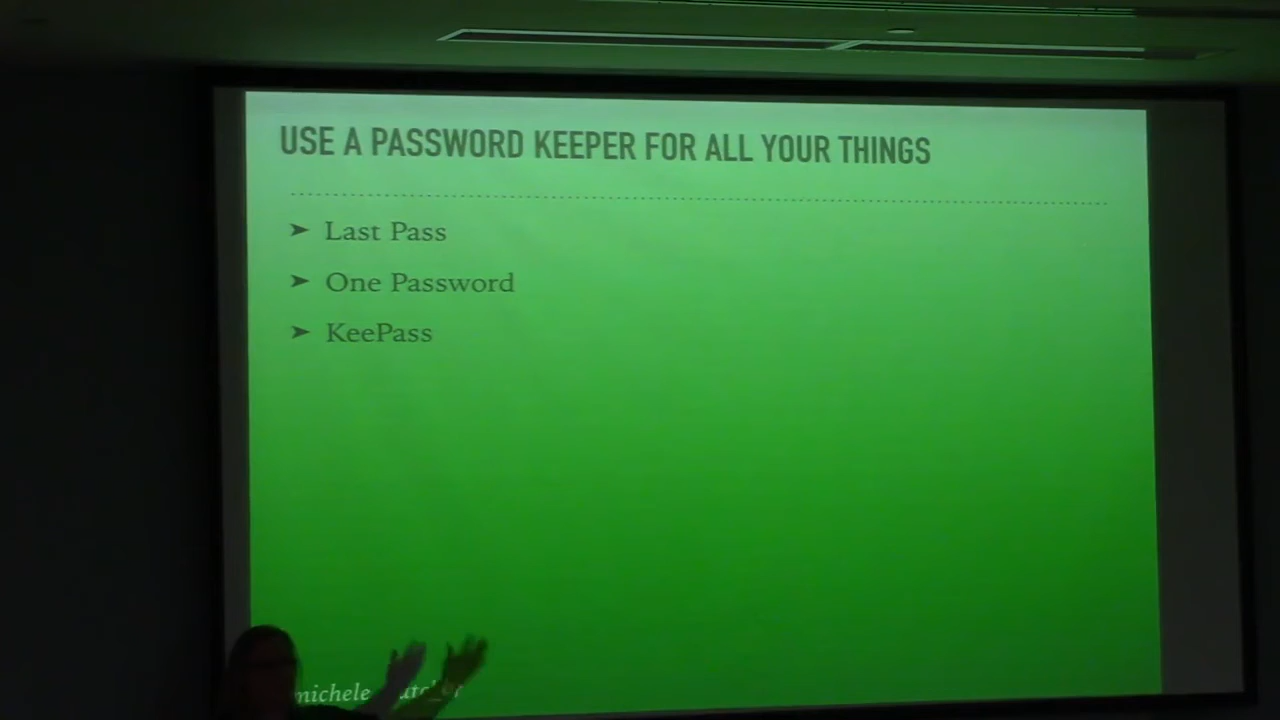 USE A PASSWORD KEEPER FOR ALL YOUR THINGS
➤ Last Pass
➤ One Password
➤ KeePass
michele